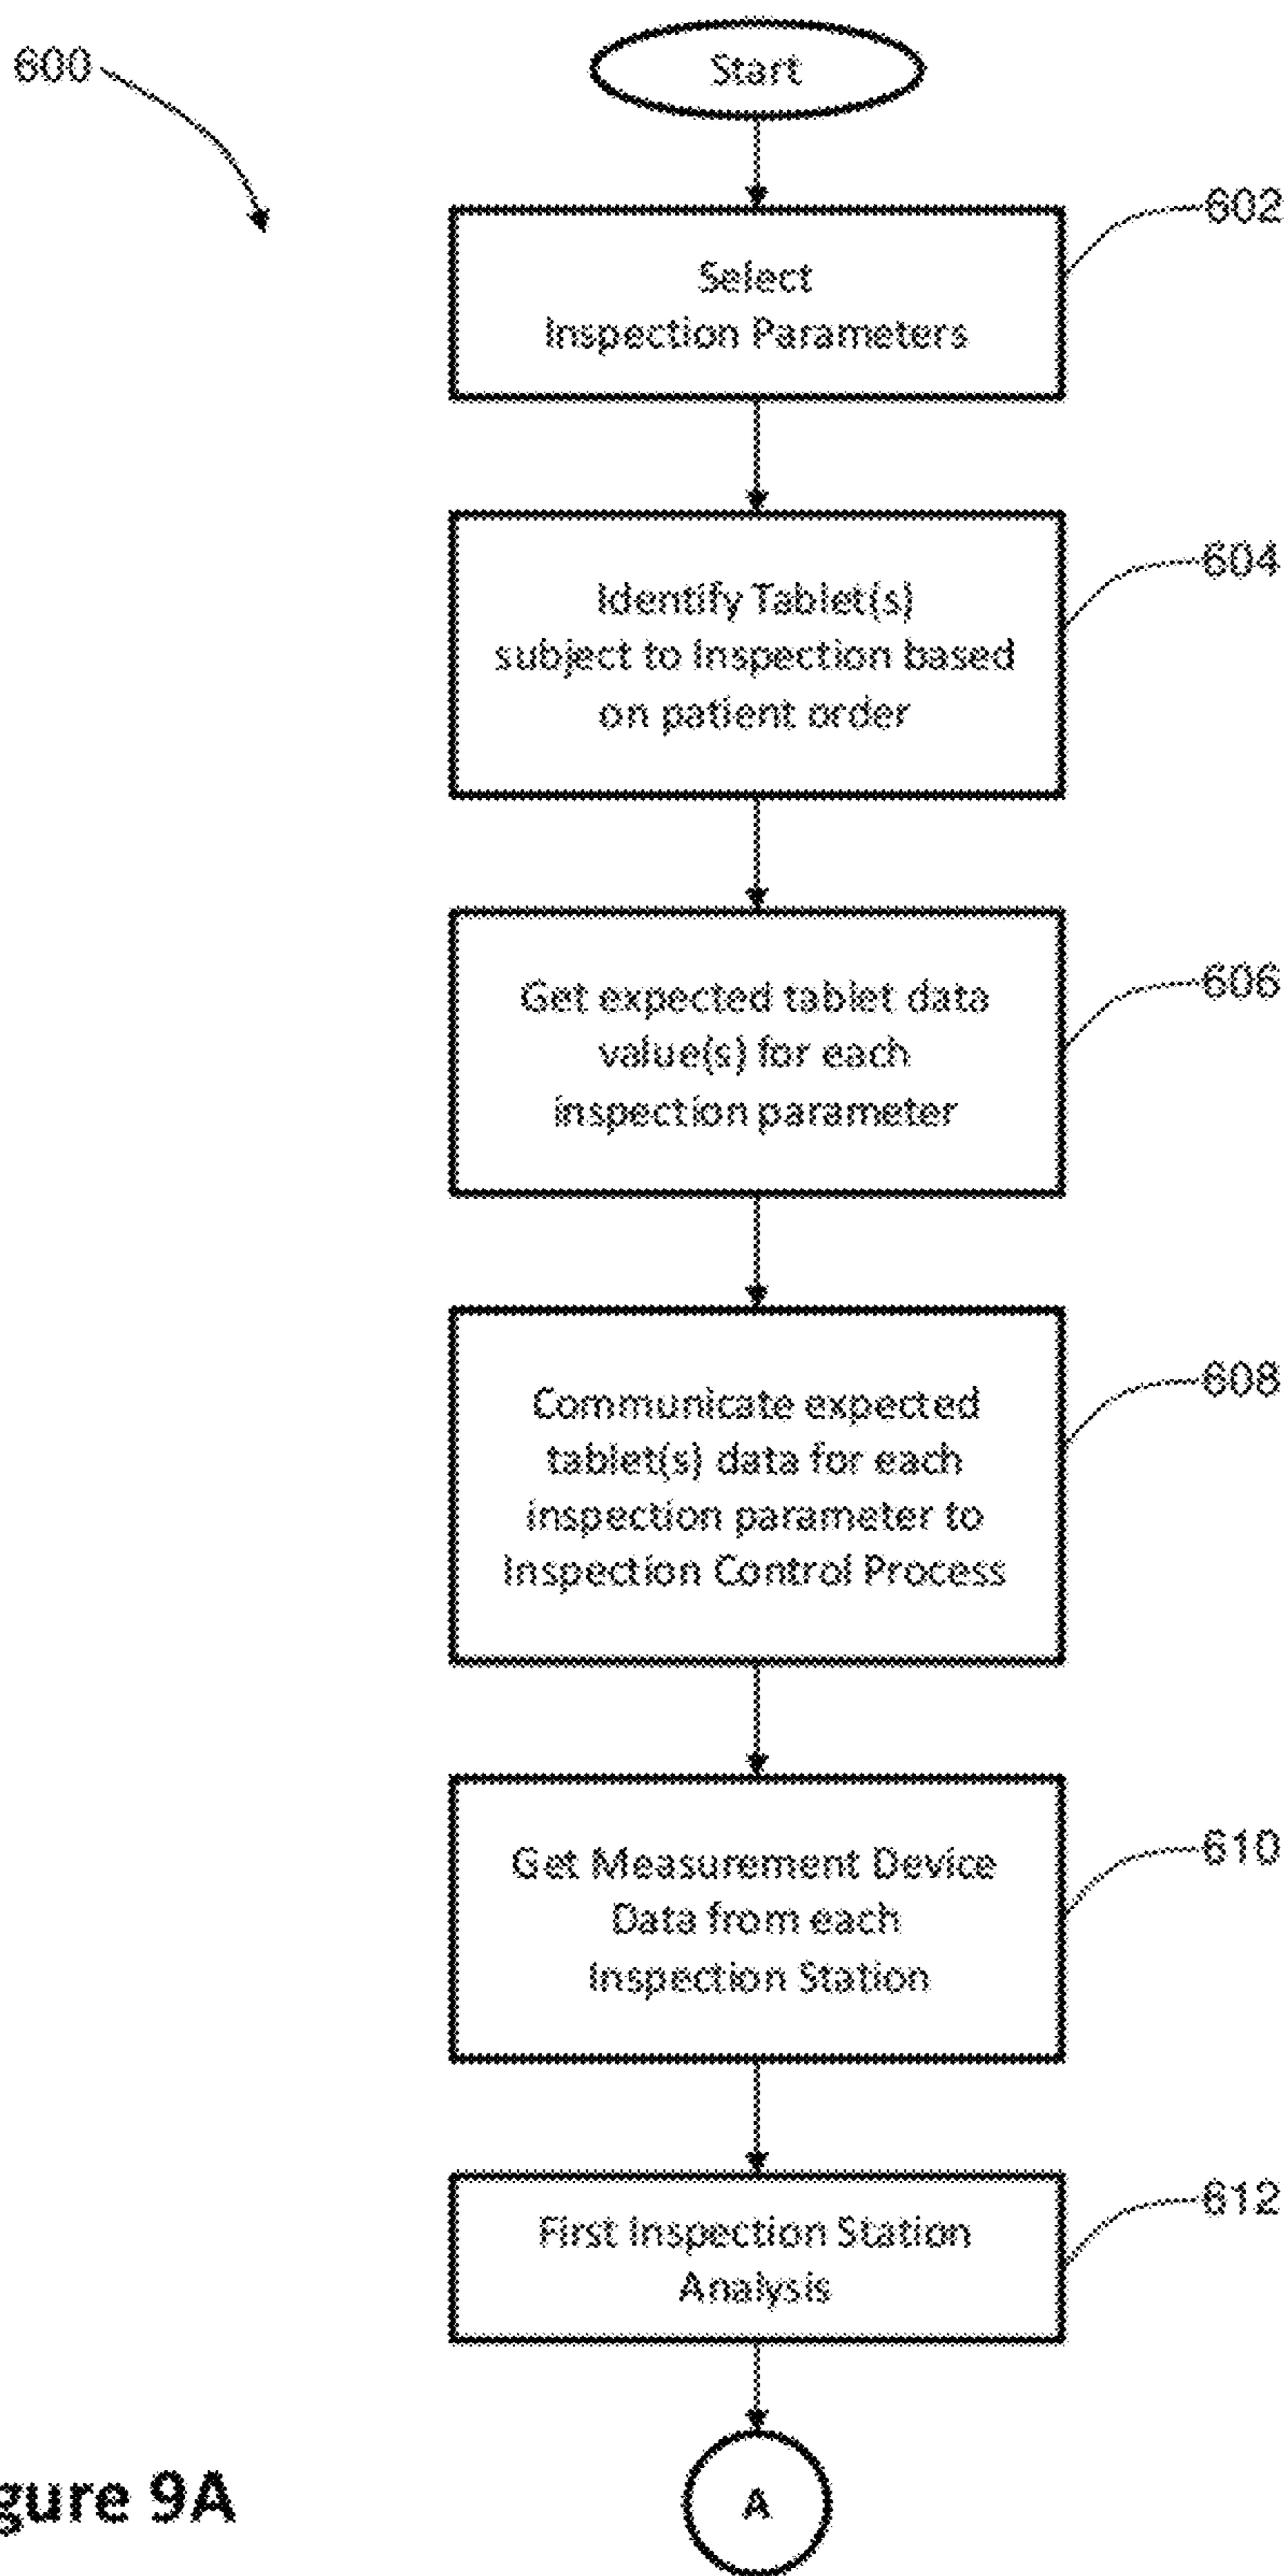 600
Start
602
Select
Inspection Parameters
604
Identify Tablet(s)
subject to Inspection based
on patient order
606
Get expected tablet data
value(s) for each
inspection parameter
608
Communicate expected
tablet(s) data for each
inspection parameter to
Inspection Control Process
610
Get Measurement Device
Data from each
Inspection Station
612
First Inspection Station
Analysis
A
gure 9A